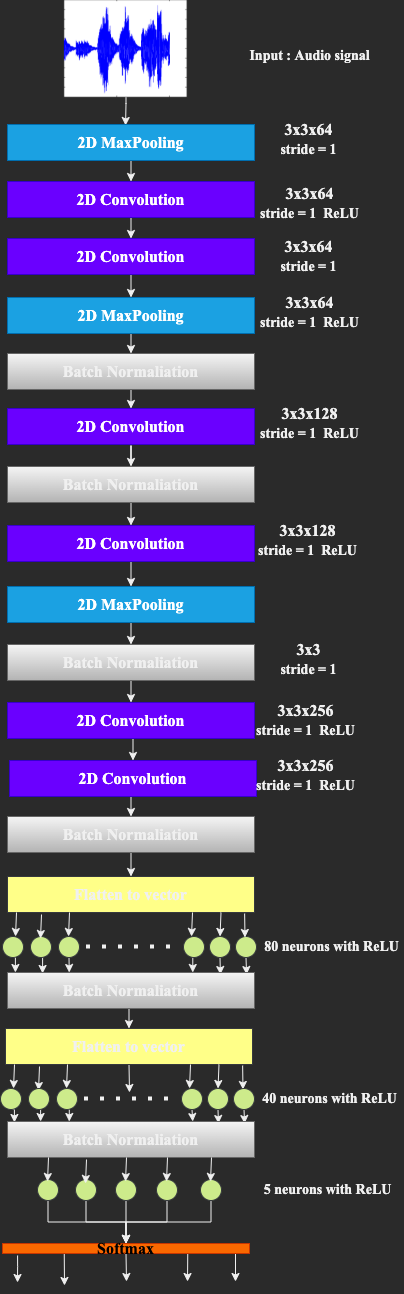 Input : Audio signal
2D MaxPooling
3x3x64
stride = 1
2D Convolution
3x3x64
stride = 1 ReLU
2D Convolution
3x3x64
stride = 1
2D MaxPooling
3x3x64
stride = 1 ReLU
Batch Normaliation
2D Convolution
3x3x128
stride = 1 ReLU
Batch Normaliation
2D Convolution
3x3x128
stride = 1 ReLU
2D MaxPooling
Batch Normaliation
3x3
stride = 1
2D Convolution
3x3x256
stride = 1 ReLU
2D Convolution
3x3x256
stride = 1 ReLU
Batch Normaliation
Flatten to vector
80 neurons with ReLU
Batch Normaliation
Flatten to vector
40 neurons with ReLU
Batch Normaliation
5 neurons with ReLU
Softmax